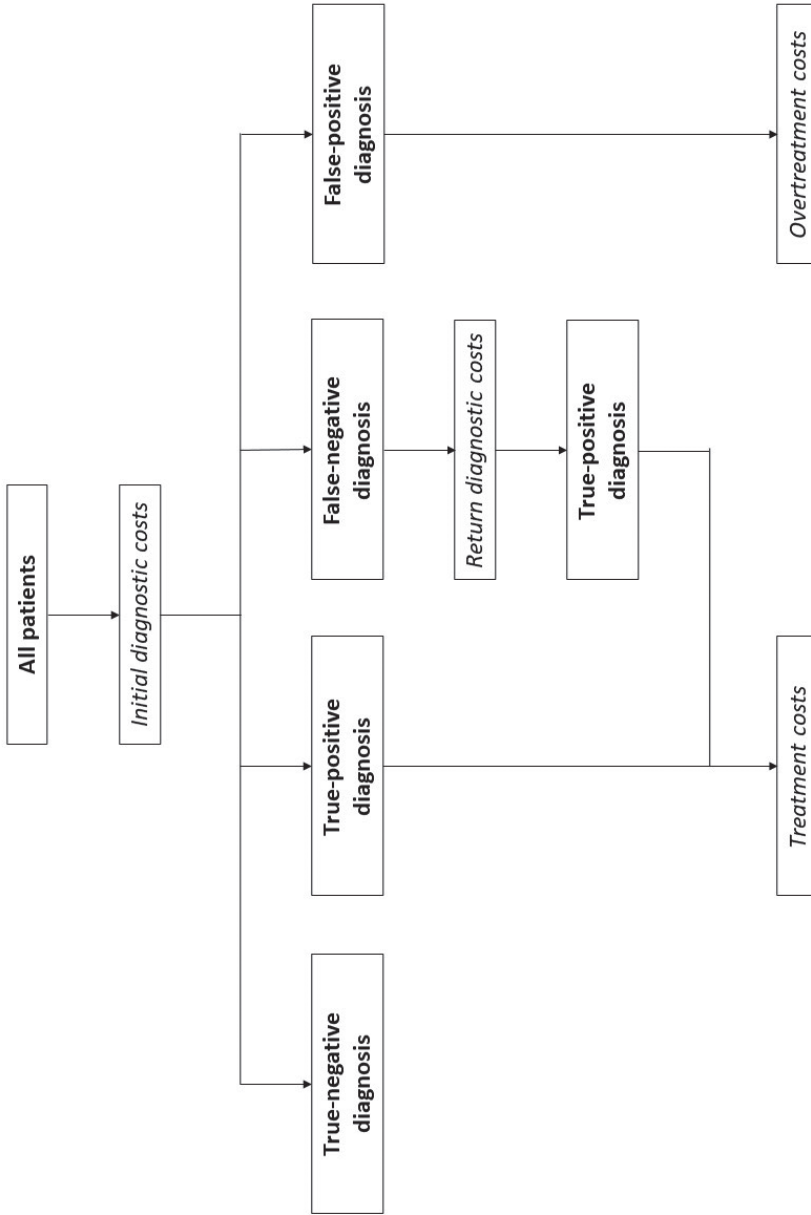 All patients
Initial diagnostic costs
True-negative
diagnosis
True-positive
diagnosis
False-negative
diagnosis
False-positive
diagnosis
Return diagnostic costs
True-positive
diagnosis
Treatment costs
Overtreatment costs